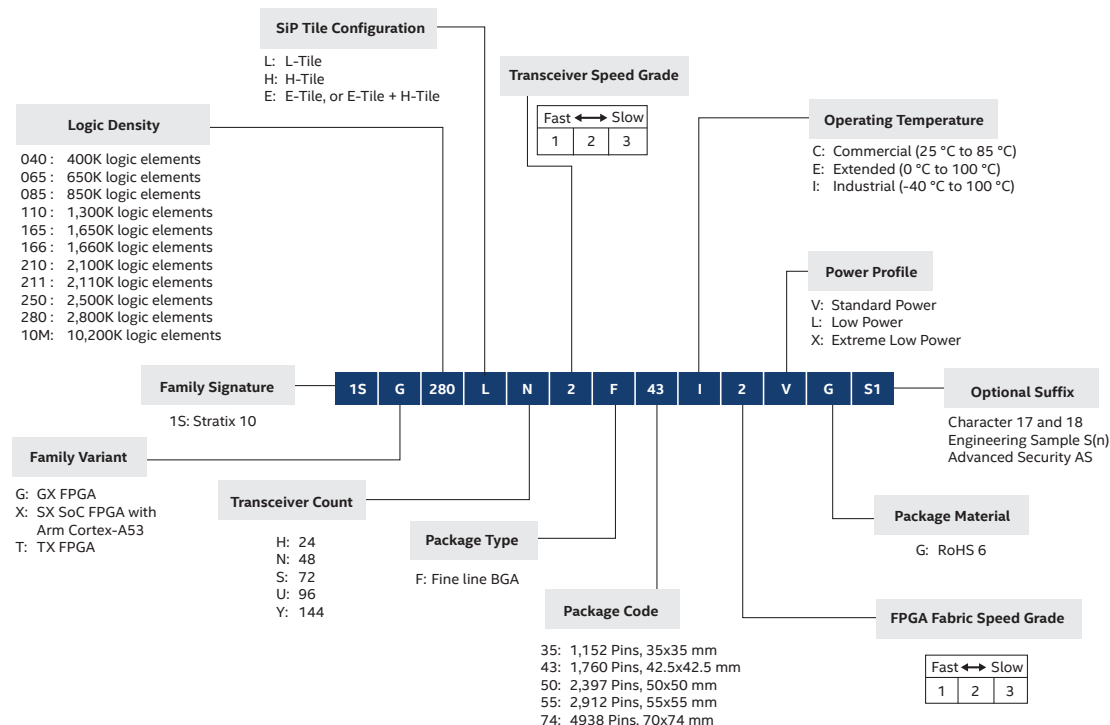 SiP Tile Configuration
L: L-Tile
H: H-Tile
E: E-Tile, or E-Tile + H-Tile
Transceiver Speed Grade
Fast ⟷ Slow
1 2 3
Logic Density
040 : 400K logic elements
065 : 650K logic elements
085 : 850K logic elements
110 : 1,300K logic elements
165 : 1,650K logic elements
166 : 1,660K logic elements
210 : 2,100K logic elements
211 : 2,110K logic elements
250 : 2,500K logic elements
280 : 2,800K logic elements
10M: 10,200K logic elements
Operating Temperature
C: Commercial (25 °C to 85 °C)
E: Extended (0 °C to 100 °C)
I: Industrial (-40 °C to 100 °C)
Power Profile
V: Standard Power
L: Low Power
X: Extreme Low Power
Family Signature
1S: Stratix 10
1S G 280 L N 2 F 43 I 2 V G S1
Optional Suffix
Character 17 and 18
Engineering Sample S(n)
Advanced Security AS
Family Variant
G: GX FPGA
X: SX SoC FPGA with
Arm Cortex-A53
T: TX FPGA
Transceiver Count
H: 24
N: 48
S: 72
U: 96
Y: 144
Package Type
F: Fine line BGA
Package Code
35: 1,152 Pins, 35x35 mm
43: 1,760 Pins, 42.5x42.5 mm
50: 2,397 Pins, 50x50 mm
55: 2,912 Pins, 55x55 mm
74: 4938 Pins, 70x74 mm
Package Material
G: RoHS 6
FPGA Fabric Speed Grade
Fast ⟷ Slow
1 2 3